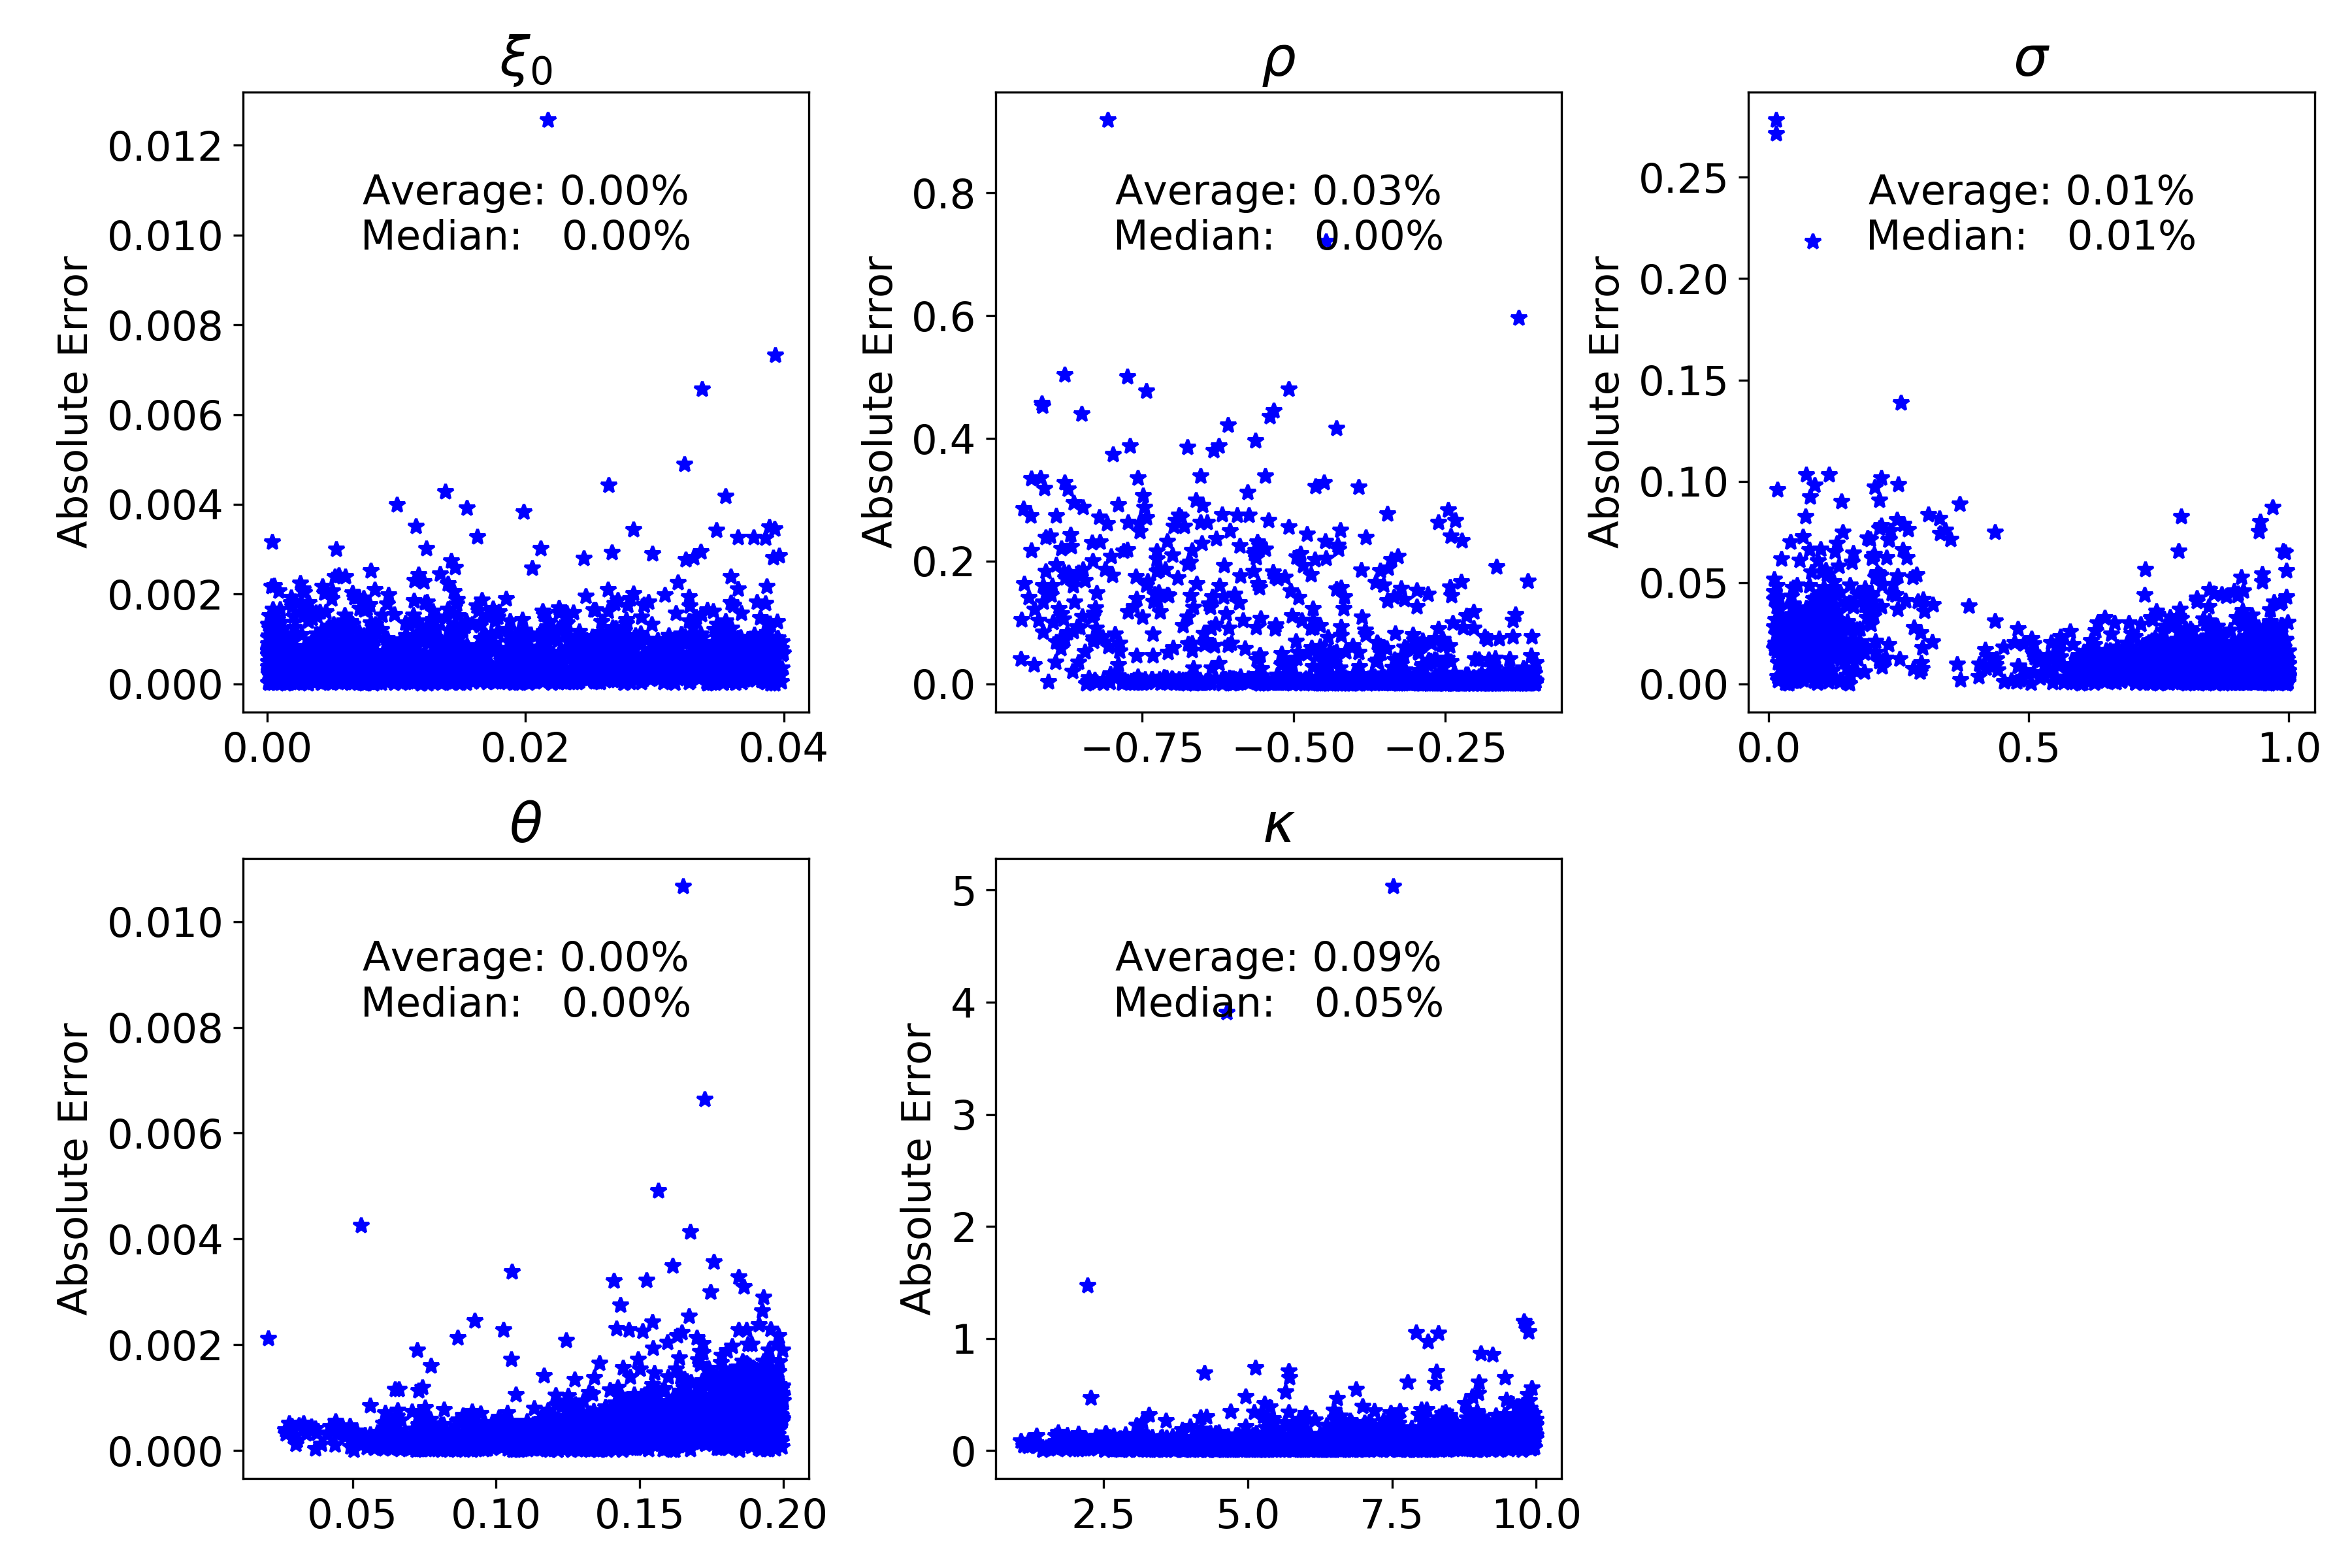 ξ₀
Absolute Error
0.012
0.010
0.008
0.006
0.004
0.002
0.000
Average: 0.00%
Median: 0.00%
0.00 0.02 0.04
ρ
Absolute Error
0.8
0.6
0.4
0.2
0.0
Average: 0.03%
Median: 0.00%
−0.75 −0.50 −0.25
σ
Absolute Error
0.25
0.20
0.15
0.10
0.05
0.00
Average: 0.01%
Median: 0.01%
0.0 0.5 1.0
θ
Absolute Error
0.010
0.008
0.006
0.004
0.002
0.000
Average: 0.00%
Median: 0.00%
0.05 0.10 0.15 0.20
κ
Absolute Error
5
4
3
2
1
0
Average: 0.09%
Median: 0.05%
2.5 5.0 7.5 10.0